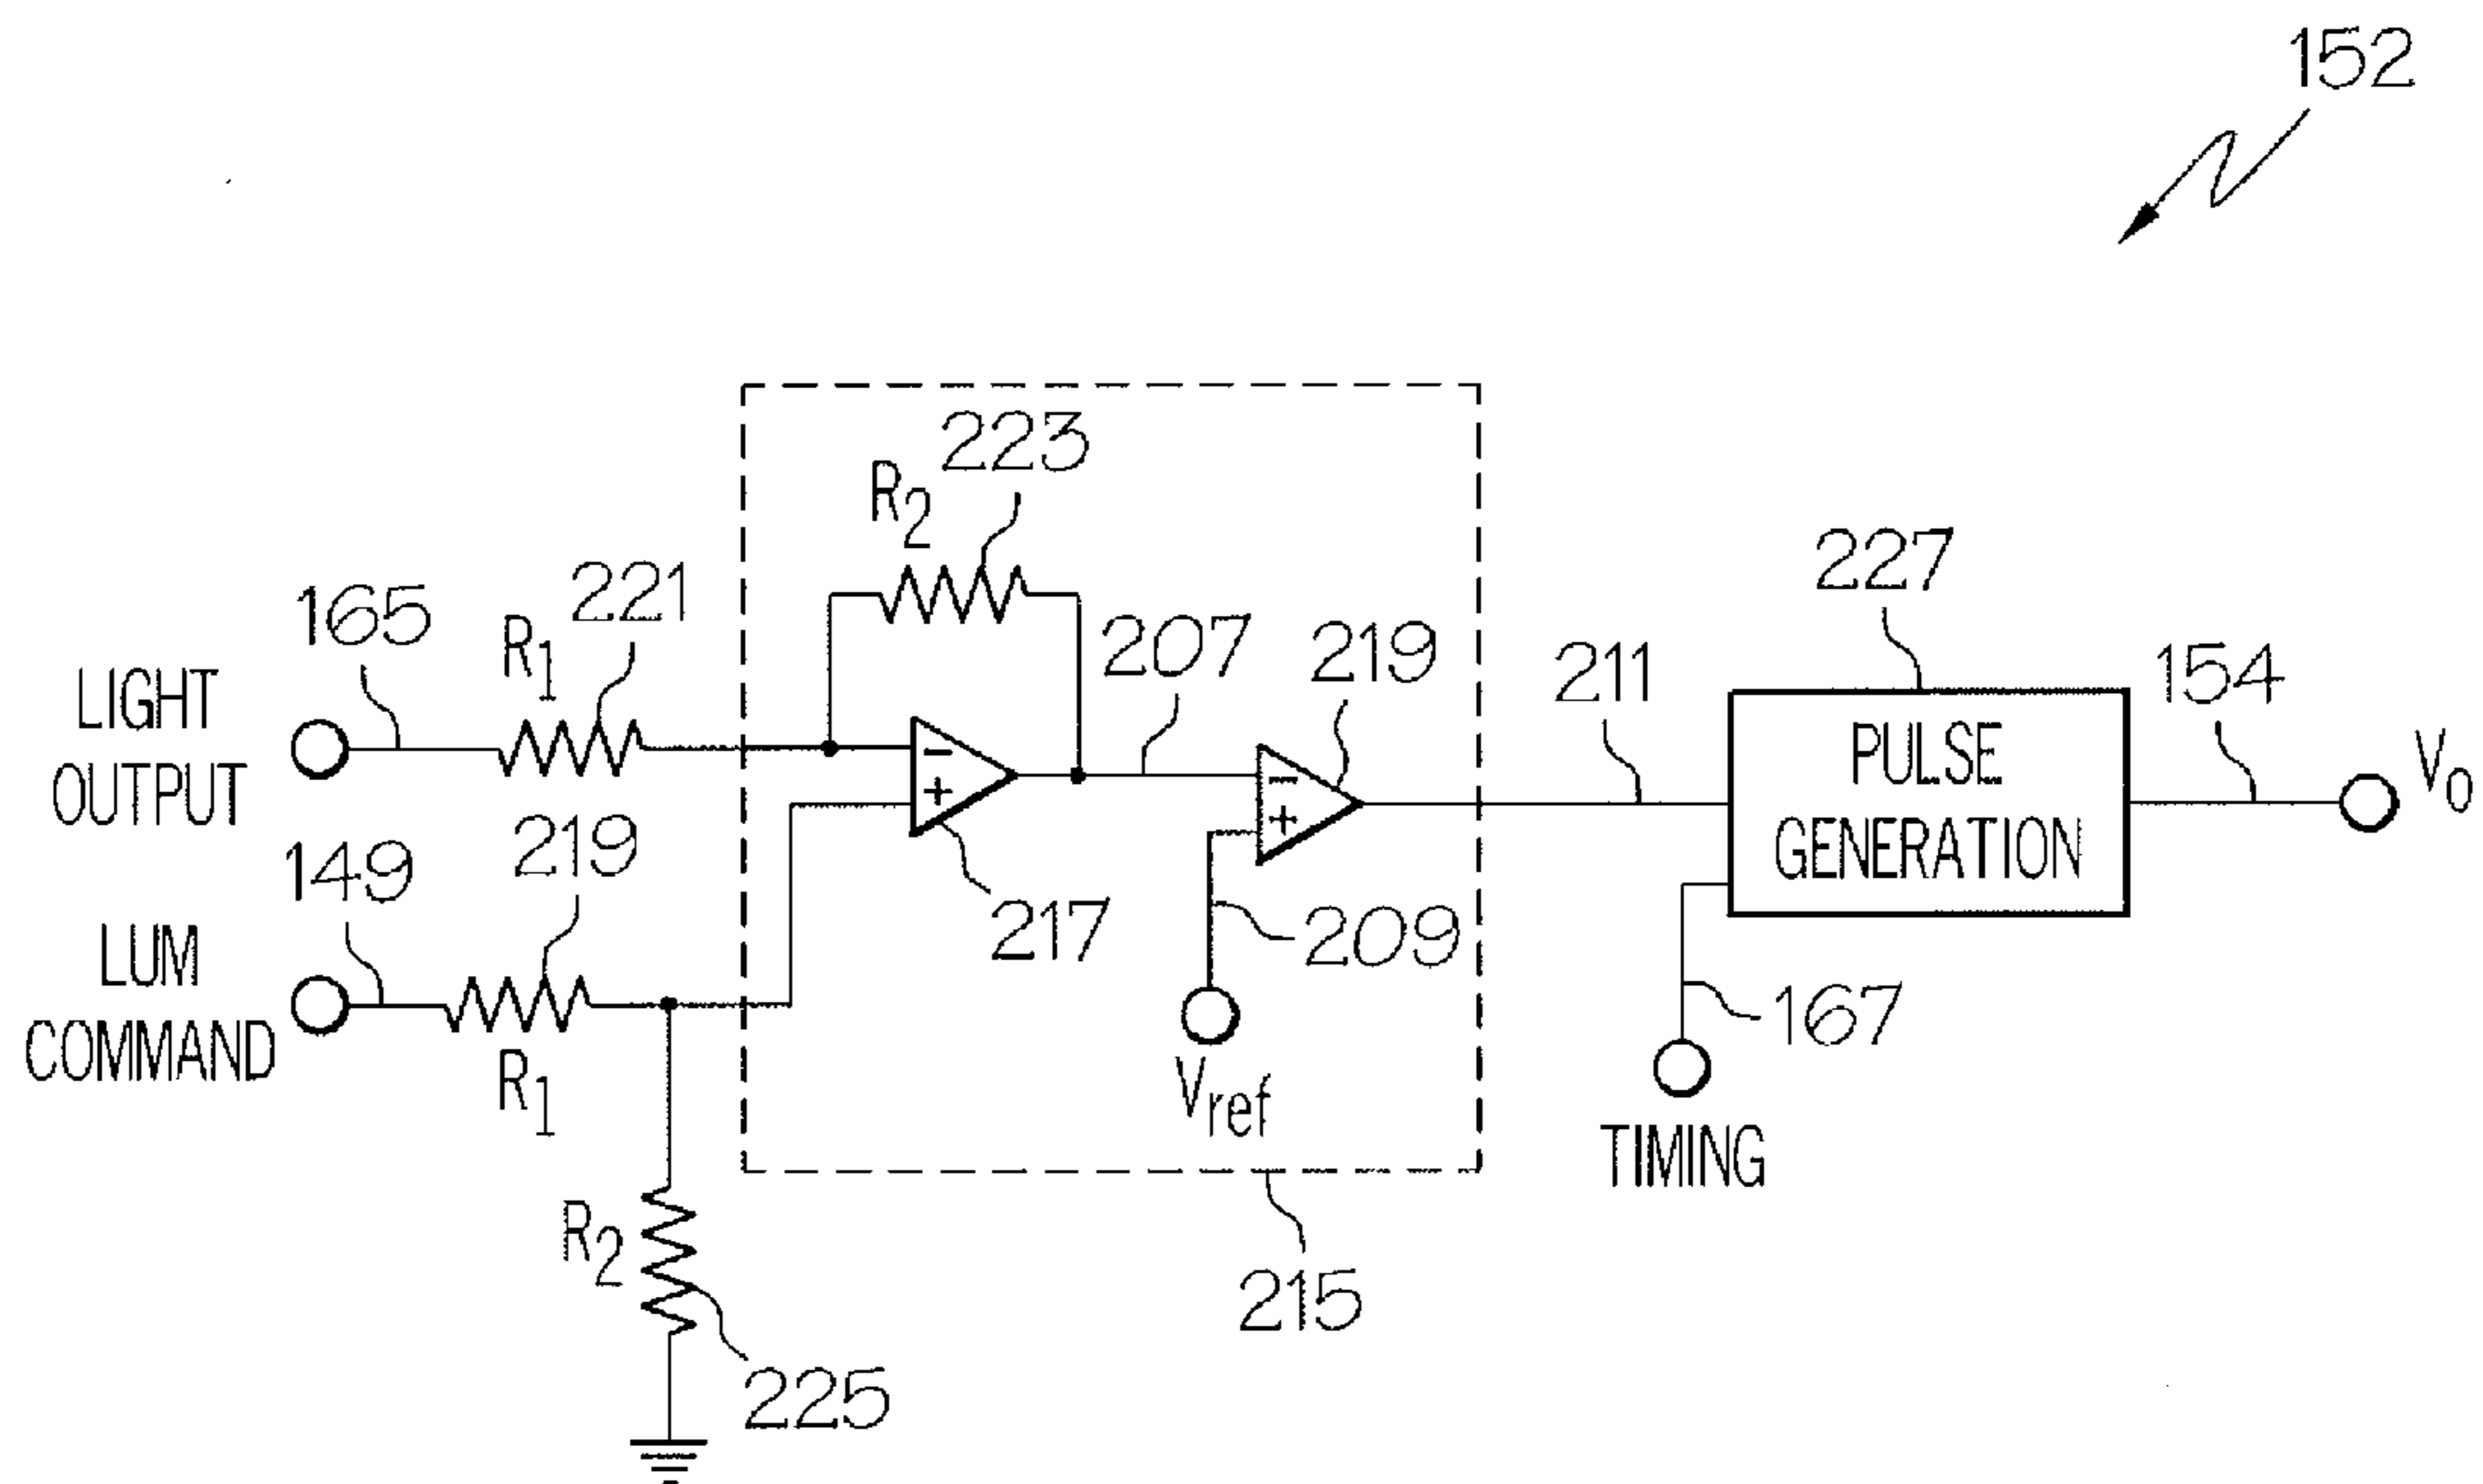 152
223
R2
227
221
165
R1
207
219
211
154
LIGHT
OUTPUT
PULSE
GENERATION
VO
-
+
-
+
219
149
217
209
LUM
COMMAND
167
R1
Vref
TIMING
R2
215
225